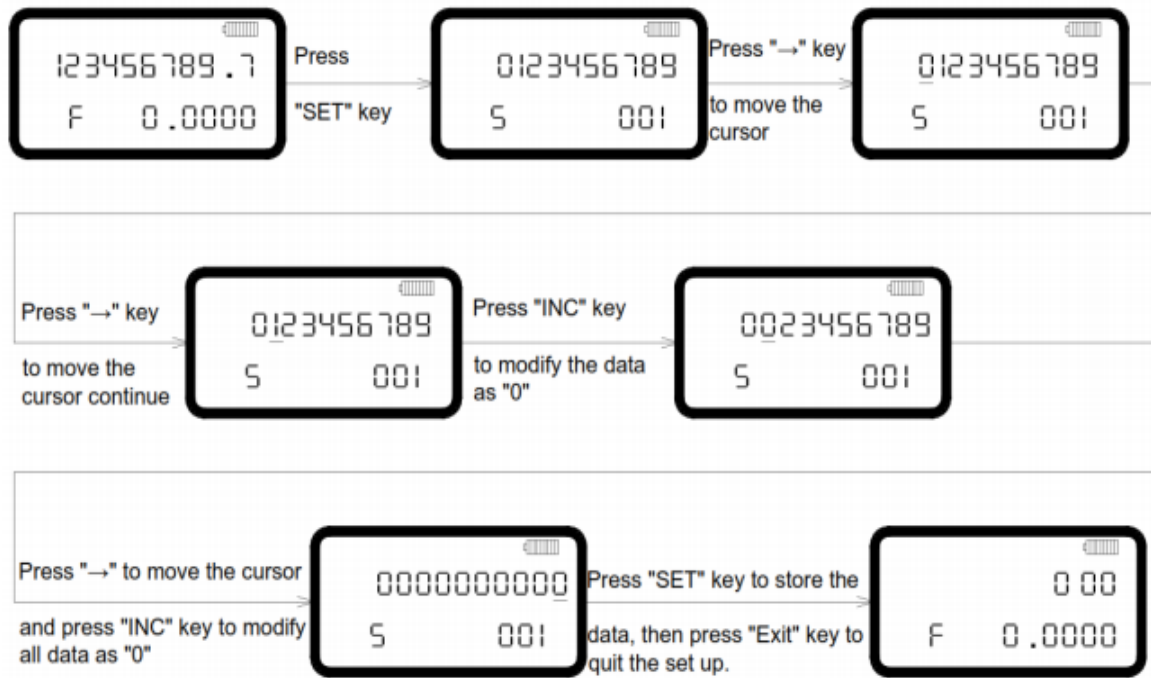 123456789.7
F 0.0000
Press
"SET" key
0123456789
S 001
Press "→" key
to move the
cursor
0123456789
S 001
Press "→" key
to move the
cursor continue
0123456789
S 001
Press "INC" key
to modify the data
as "0"
0023456789
S 001
Press "→" to move the cursor
and press "INC" key to modify
all data as "0"
0000000000
S 001
Press "SET" key to store the
data, then press "Exit" key to
quit the set up.
0 00
F 0.0000